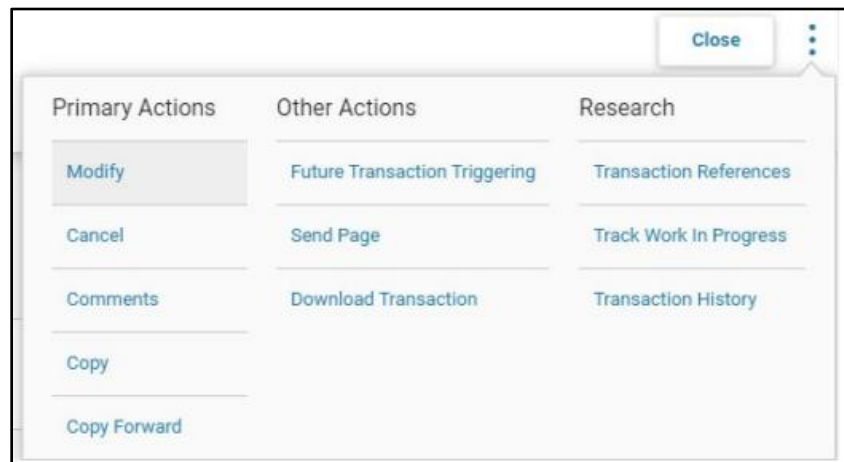 Close
Primary Actions
Other Actions
Research
Modify
Future Transaction Triggering
Transaction References
Cancel
Send Page
Track Work In Progress
Comments
Download Transaction
Transaction History
Copy
Copy Forward